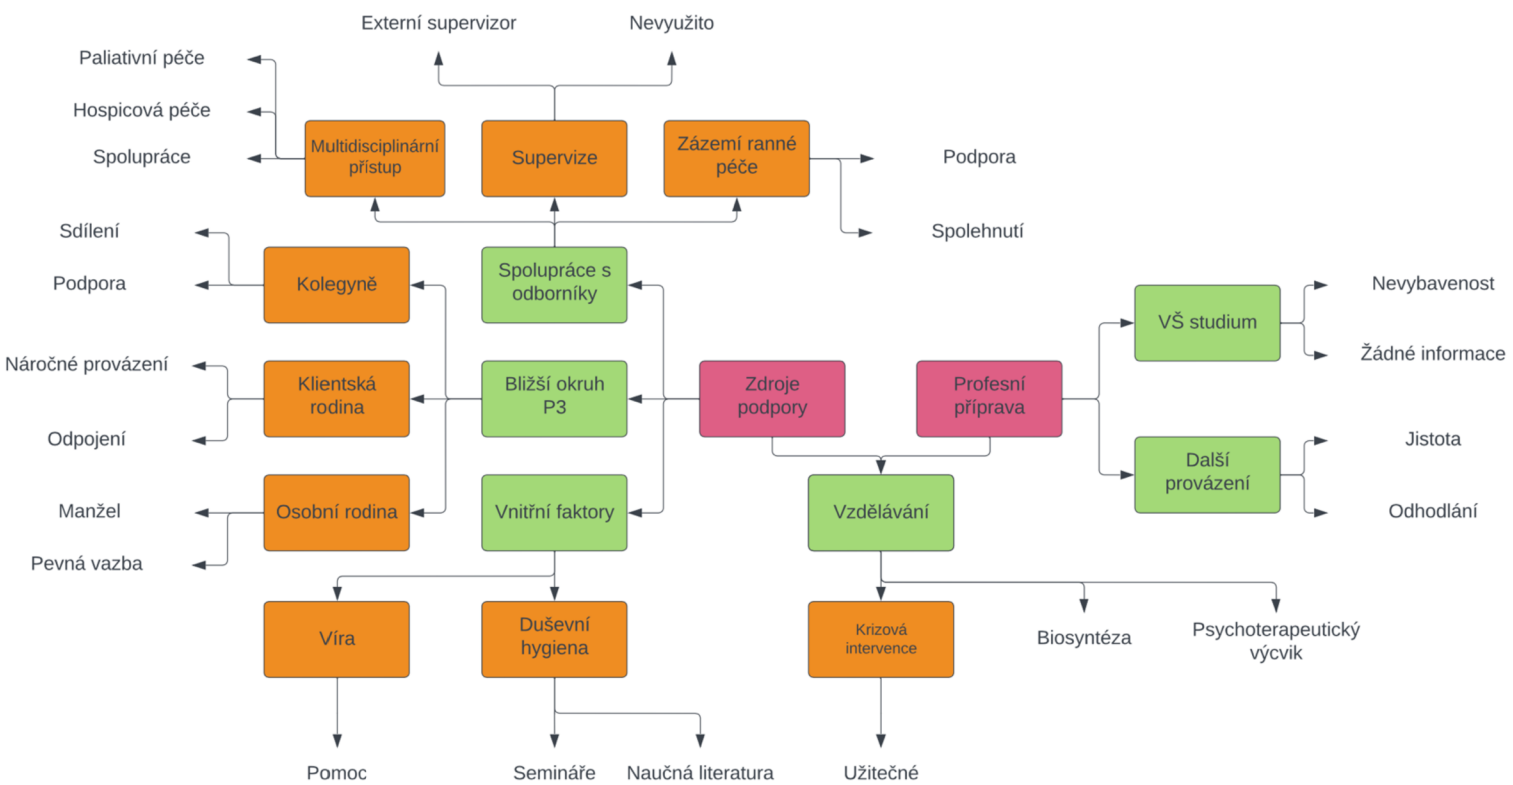 Externí supervizor
Nevyužito
Paliativní péče
Hospicová péče
Spolupráce
Multidisciplinární
přístup
Supervize
Zázemí ranné
péče
Podpora
Spolehnutí
Sdílení
Podpora
Kolegyně
Spolupráce s
odborníky
VŠ studium
Nevybavenost
Žádné informace
Náročné provázení
Odpojení
Klientská
rodina
Bližší okruh
P3
Zdroje
podpory
Profesní
příprava
Další
provázení
Jistota
Odhodlání
Manžel
Pevná vazba
Osobní rodina
Vnitřní faktory
Vzdělávání
Víra
Duševní
hygiena
Krizová
intervence
Biosyntéza
Psychoterapeutický
výcvik
Pomoc
Semináře
Naučná literatura
Užitečné